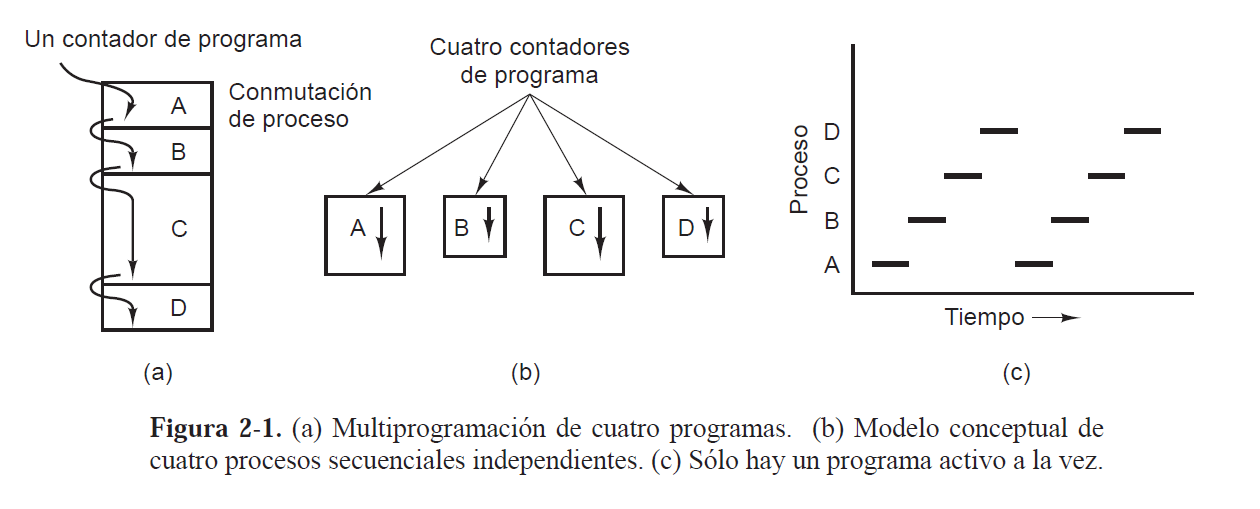 Un contador de programa
A
B
C
D
Conmutación
de proceso
(a)
Cuatro contadores
de programa
A
B
C
D
(b)
Proceso
D
C
B
A
Tiempo
(c)
Figura 2-1. (a) Multiprogramación de cuatro programas. (b) Modelo conceptual de
cuatro procesos secuenciales independientes. (c) Sólo hay un programa activo a la vez.